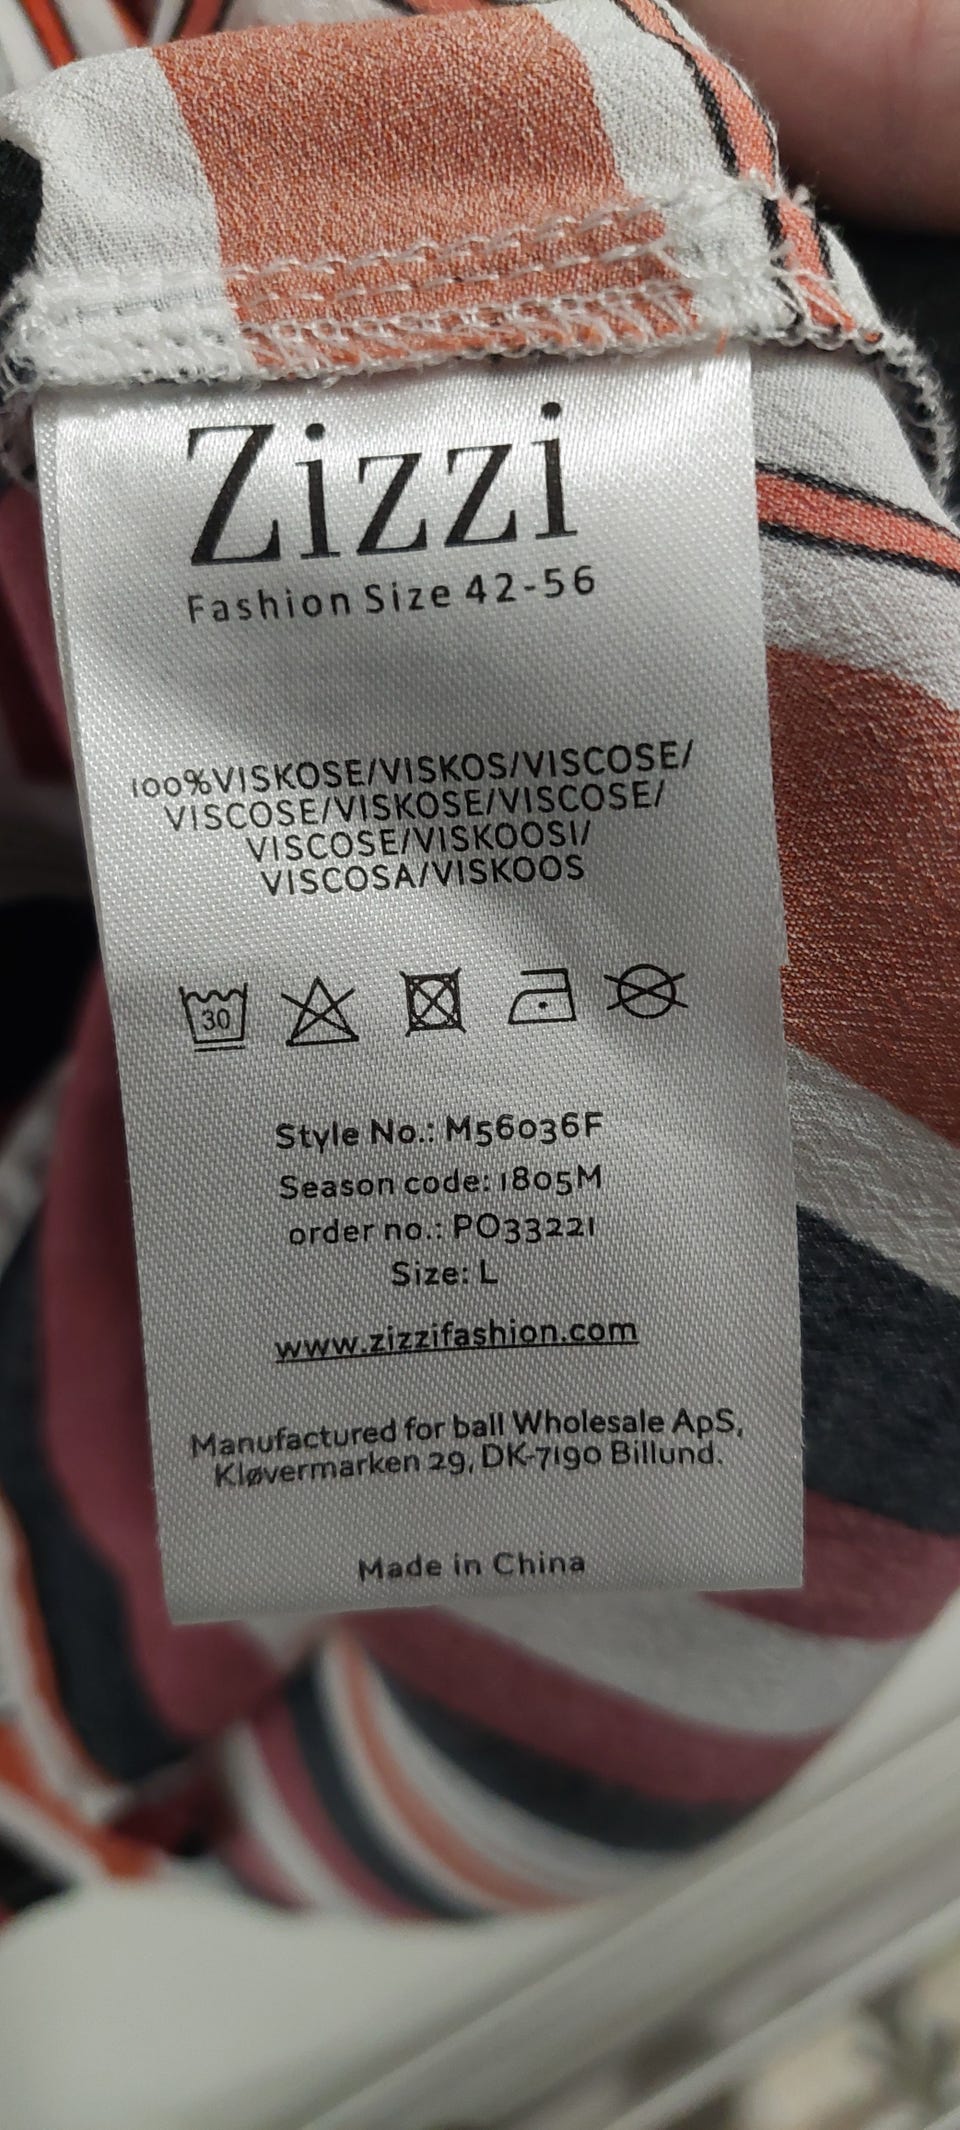 Zizzi
Fashion Size 42-56
100%VISKOSE/VISKOS/VISCOSE/
VISCOSE/VISKOSE/VISCOSE/
VISCOSE/VISKOOSI/
VISCOSA/VISKOOS
30
Style No.: M56036F
Season code: 1805M
order no.: PO33221
Size: L
www.zizzifashion.com
Manufactured for ball Wholesale ApS,
Kløvermarken 29, DK-7190 Billund.
Made in China